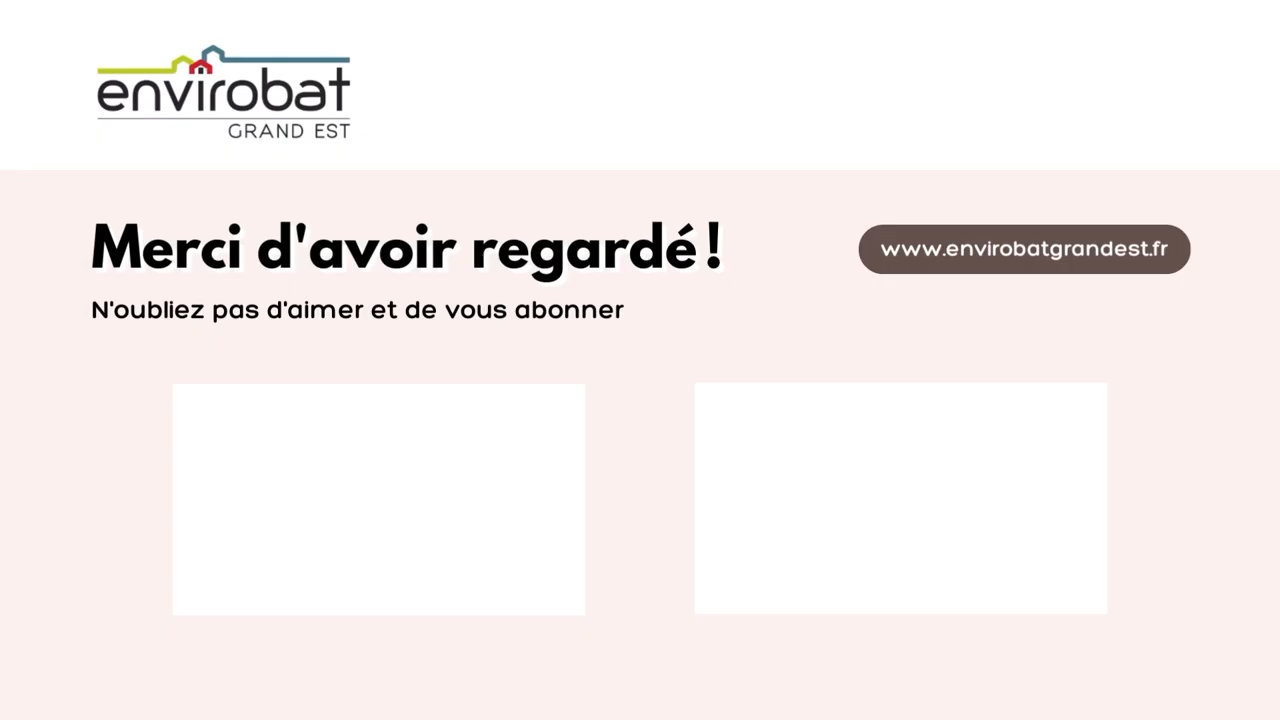 envirobat
GRAND EST
Merci d'avoir regardé!
www.envirobatgrandest.fr
N'oubliez pas d'aimer et de vous abonner